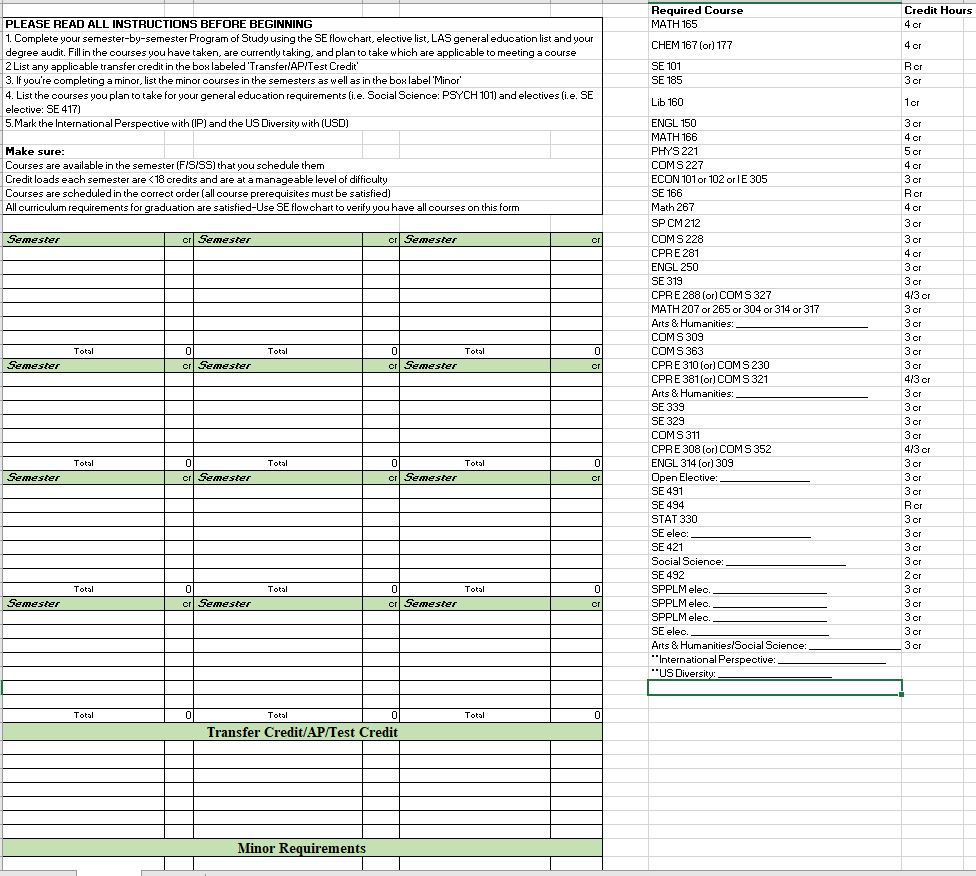 PLEASE READ ALL INSTRUCTIONS BEFORE BEGINNING
1. Complete your semester-by-semester Program of Study using the SE flowchart, elective list, LAS general education list and your
degree audit. Fill in the courses you have taken, are currently taking, and plan to take which are applicable to meeting a course
2 List any applicable transfer credit in the box labeled 'Transfer/AP/Test Credit'
3. If you're completing a minor, list the minor courses in the semesters as well as in the box label 'Minor'
4. List the courses you plan to take for your general education requirements (i.e. Social Science: PSYCH 101) and electives (i.e. SE
elective: SE 417)
5.Mark the International Perspective with (IP) and the US Diversity with (USD)
Make sure:
Courses are available in the semester (F/S/SS) that you schedule them
Credit loads each semester are <18 credits and are at a manageable level of difficulty
Courses are scheduled in the correct order (all course prerequisites must be satisfied)
All curriculum requirements for graduation are satisfied-Use SE flowchart to verify you have all courses on this form
Semester cr Semester cr Semester cr
Total 0 Total 0 Total 0
Semester cr Semester cr Semester cr
Total 0 Total 0 Total 0
Semester cr Semester cr Semester cr
Total 0 Total 0 Total 0
Semester cr Semester cr Semester cr
Total 0 Total 0 Total 0
Transfer Credit/AP/Test Credit
Minor Requirements
Required Course Credit Hours
MATH 165 4 cr
CHEM 167 (or) 177 4 cr
SE 101 R cr
SE 185 3 cr
Lib 160 1 cr
ENGL 150 3 cr
MATH 166 4 cr
PHYS 221 5 cr
COM S 227 4 cr
ECON 101 or 102 or I E 305 3 cr
SE 166 R cr
Math 267 4 cr
SP CM 212 3 cr
COM S 228 3 cr
CPR E 281 4 cr
ENGL 250 3 cr
SE 319 3 cr
CPR E 288 (or) COM S 327 4/3 cr
MATH 207 or 265 or 304 or 314 or 317 3 cr
Arts & Humanities: ____________________ 3 cr
COM S 309 3 cr
COM S 363 3 cr
CPR E 310 (or) COM S 230 3 cr
CPR E 381 (or) COM S 321 4/3 cr
Arts & Humanities: ____________________ 3 cr
SE 339 3 cr
SE 329 3 cr
COM S 311 3 cr
CPR E 308 (or) COM S 352 4/3 cr
ENGL 314 (or) 309 3 cr
Open Elective: ______________ 3 cr
SE 491 3 cr
SE 494 R cr
STAT 330 3 cr
SE elec: __________________ 3 cr
SE 421 3 cr
Social Science: __________________ 3 cr
SE 492 2 cr
SPPLM elec. _________________ 3 cr
SPPLM elec. _________________ 3 cr
SPPLM elec. _________________ 3 cr
SE elec. _____________________ 3 cr
Arts & Humanities/Social Science: ______________ 3 cr
**International Perspective: ________________
**US Diversity: _________________